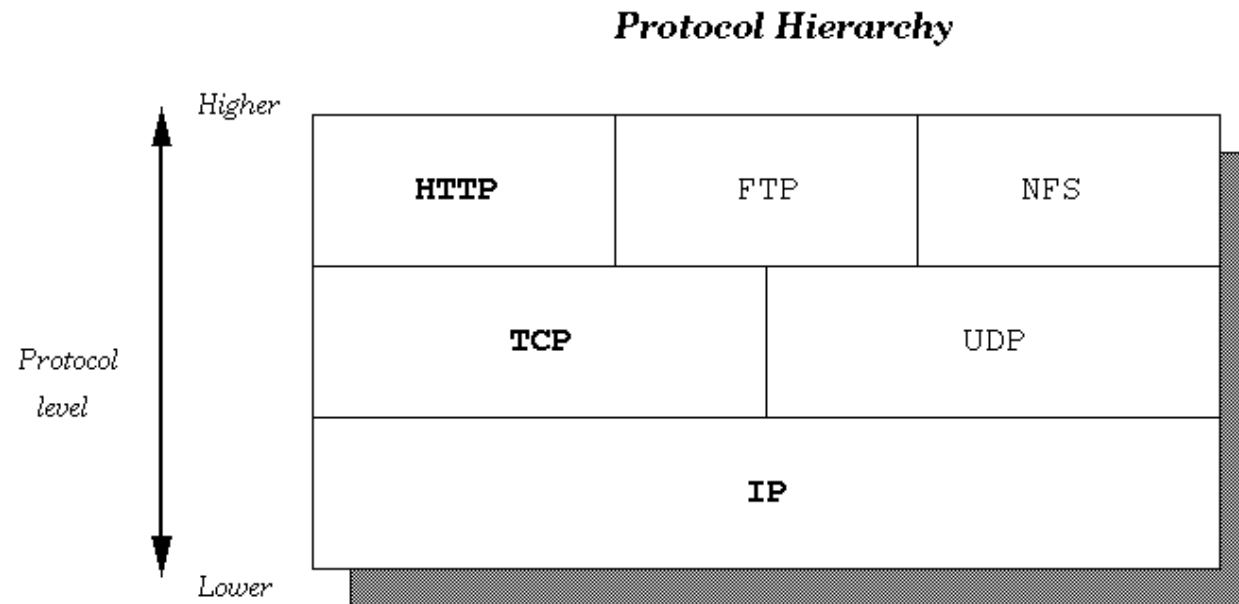 Protocol Hierarchy
Higher
HTTP FTP NFS
TCP UDP
Protocol
level
IP
Lower